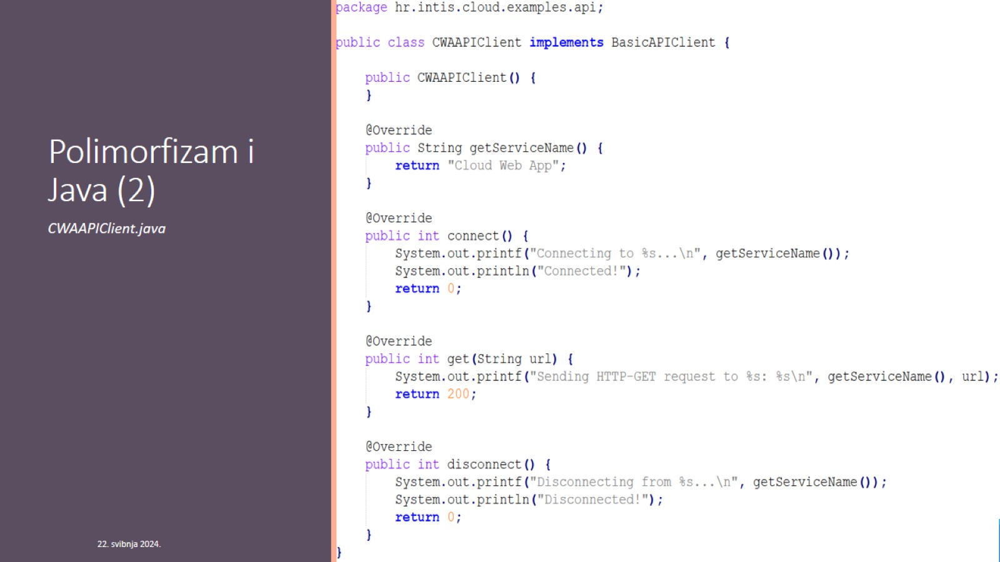 Polimorfizam i
Java (2)
CWAAPIClient.java
22. svibnja 2024.
package hr.intis.cloud.examples.api;
public class CWAAPIClient implements BasicAPIClient {
public CWAAPIClient() {
}
@Override
public String getServiceName() {
return "Cloud Web App";
}
@Override
public int connect() {
System.out.printf("Connecting to %s...\n", getServiceName());
System.out.println("Connected!");
return 0;
}
@Override
public int get(String url) {
System.out.printf("Sending HTTP-GET request to %s: %s\n", getServiceName(), url);
return 200;
}
@Override
public int disconnect() {
System.out.printf("Disconnecting from %s...\n", getServiceName());
System.out.println("Disconnected!");
return 0;
}
}